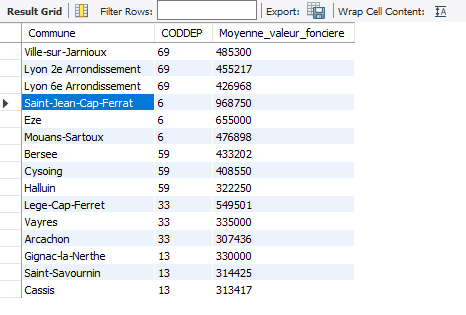 Result Grid Filter Rows: Export: Wrap Cell Content:
Commune CODDEP Moyenne_valeur_fonciere
Ville-sur-Jarnioux 69 485300
Lyon 2e Arrondissement 69 455217
Lyon 6e Arrondissement 69 426968
Saint-Jean-Cap-Ferrat 6 968750
Eze 6 655000
Mouans-Sartoux 6 476898
Bersee 59 433202
Cysoing 59 408550
Halluin 59 322250
Lege-Cap-Ferret 33 549501
Vayres 33 335000
Arcachon 33 307436
Gignac-la-Nerthe 13 330000
Saint-Savournin 13 314425
Cassis 13 313417